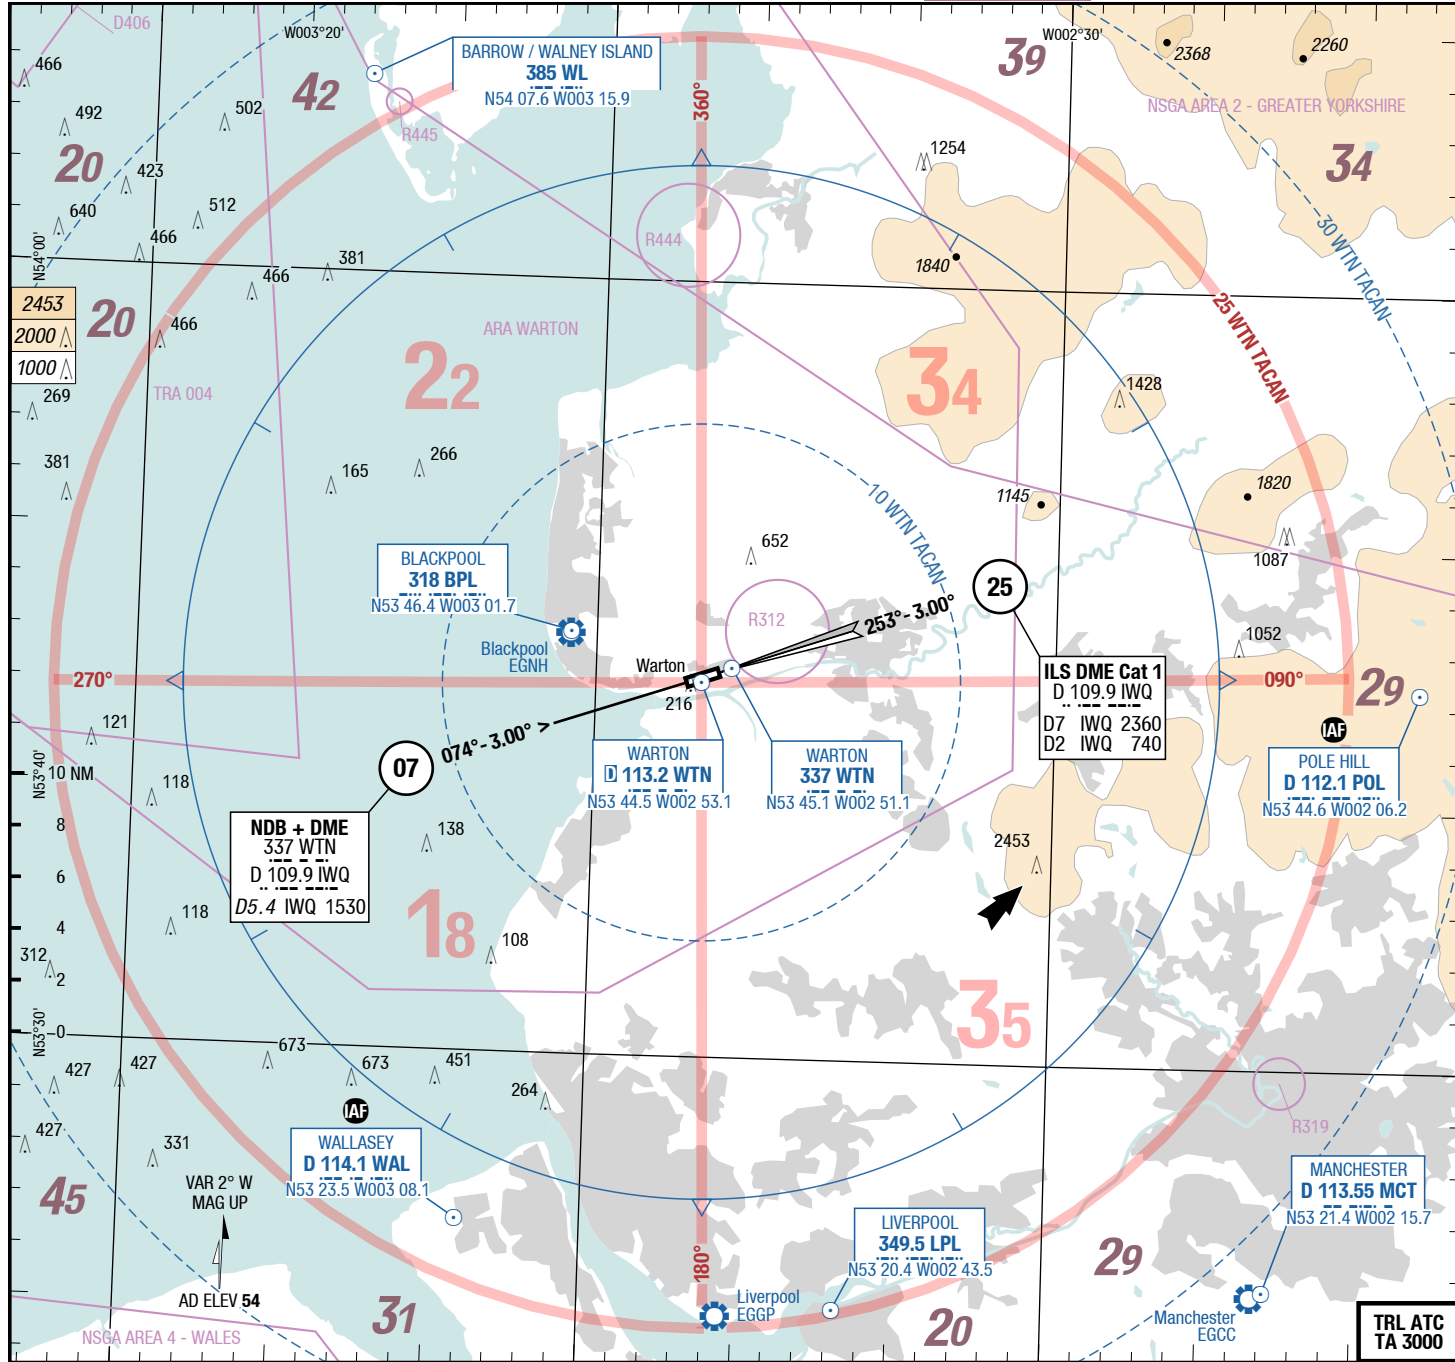 D406
W003°20'
W002°30'
BARROW / WALNEY ISLAND
385 WL
N54 07.6 W003 15.9
39
2368
2260
466
42
492
502
R445
360°
NSGA AREA 2 - GREATER YORKSHIRE
20
423
1254
34
640
512
R444
466
30 WTN TACAN
N54°00'
381
1840
466
2453
2000
1000
20
466
ARA WARTON
25 WTN TACAN
22
34
TRA 004
269
1428
381
165
266
10 WTN TACAN
1145
1820
652
1087
BLACKPOOL
318 BPL
N53 46.4 W003 01.7
25
R312
253°- 3.00°
Blackpool
EGNH
Warton
1052
270°
090°
216
ILS DME Cat 1
D 109.9 IWQ
D7 IWQ 2360
D2 IWQ 740
29
121
074°- 3.00° >
IAF
07
WARTON
D 113.2 WTN
N53 44.5 W002 53.1
WARTON
337 WTN
N53 45.1 W002 51.1
POLE HILL
D 112.1 POL
N53 44.6 W002 06.2
N53°40'
10 NM
118
8
138
2453
NDB + DME
337 WTN
D 109.9 IWQ
D5.4 IWQ 1530
6
4
118
18
108
312
2
35
N53°30'
0
673
427
427
673
451
264
IAF
R319
427
331
WALLASEY
D 114.1 WAL
N53 23.5 W003 08.1
VAR 2° W
MAG UP
45
MANCHESTER
D 113.55 MCT
N53 21.4 W002 15.7
LIVERPOOL
349.5 LPL
N53 20.4 W002 43.5
180°
29
AD ELEV 54
Liverpool
EGGP
31
20
Manchester
EGCC
NSGA AREA 4 - WALES
TRL ATC
TA 3000